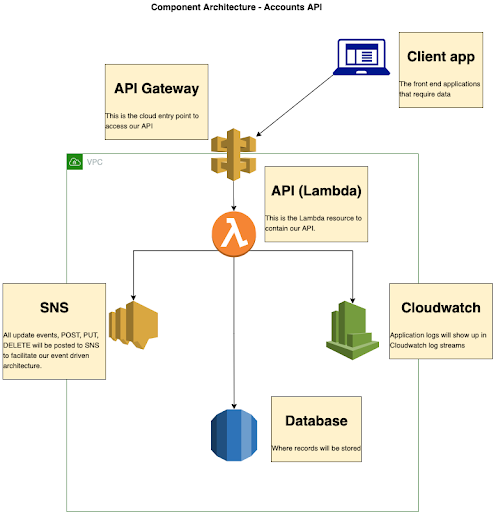 Component Architecture - Accounts API
Client app
The front end applications
that require data
API Gateway
This is the cloud entry point to
access our API
VPC
API (Lambda)
This is the Lambda resource to
contain our API.
λ
SNS
All update events, POST, PUT,
DELETE will be posted to SNS
to facilitate our event driven
architecture.
Cloudwatch
Application logs will show up in
Cloudwatch log streams
Database
Where records will be stored